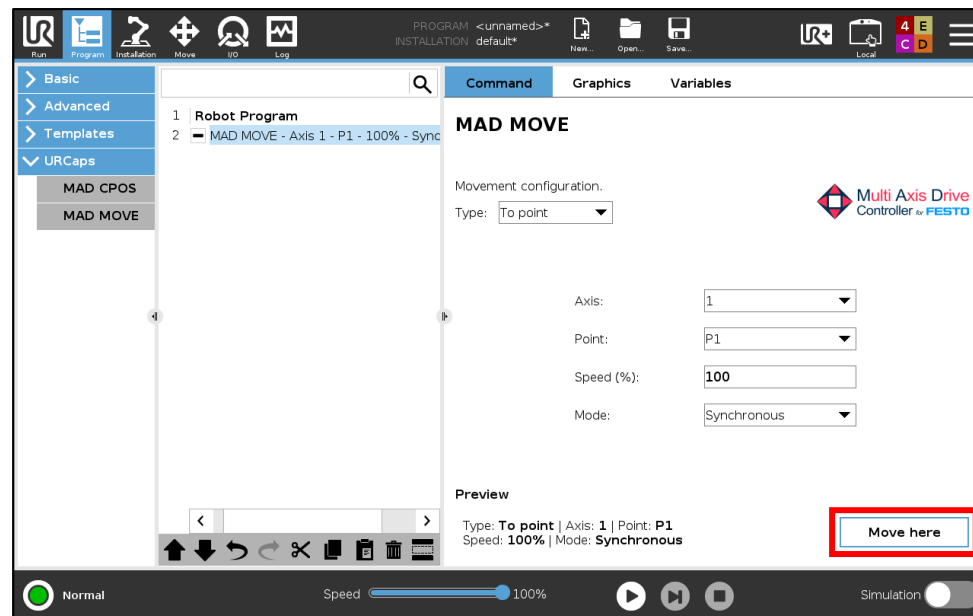 UR
PROGRAM <unnamed>*
INSTALLATION default*
Run
Program
Installation
Move
I/O
Log
New...
Open...
Save...
UR+
Local
4 E
C D
Basic
Advanced
Templates
URCaps
MAD CPOS
MAD MOVE
1 Robot Program
2 MAD MOVE - Axis 1 - P1 - 100% - Sync
Command Graphics Variables
MAD MOVE
Movement configuration.
Type: To point
Multi Axis Drive
Controller for FESTO
Axis: 1
Point: P1
Speed (%): 100
Mode: Synchronous
Preview
Type: To point | Axis: 1 | Point: P1
Speed: 100% | Mode: Synchronous
Move here
Normal
Speed 100%
Simulation